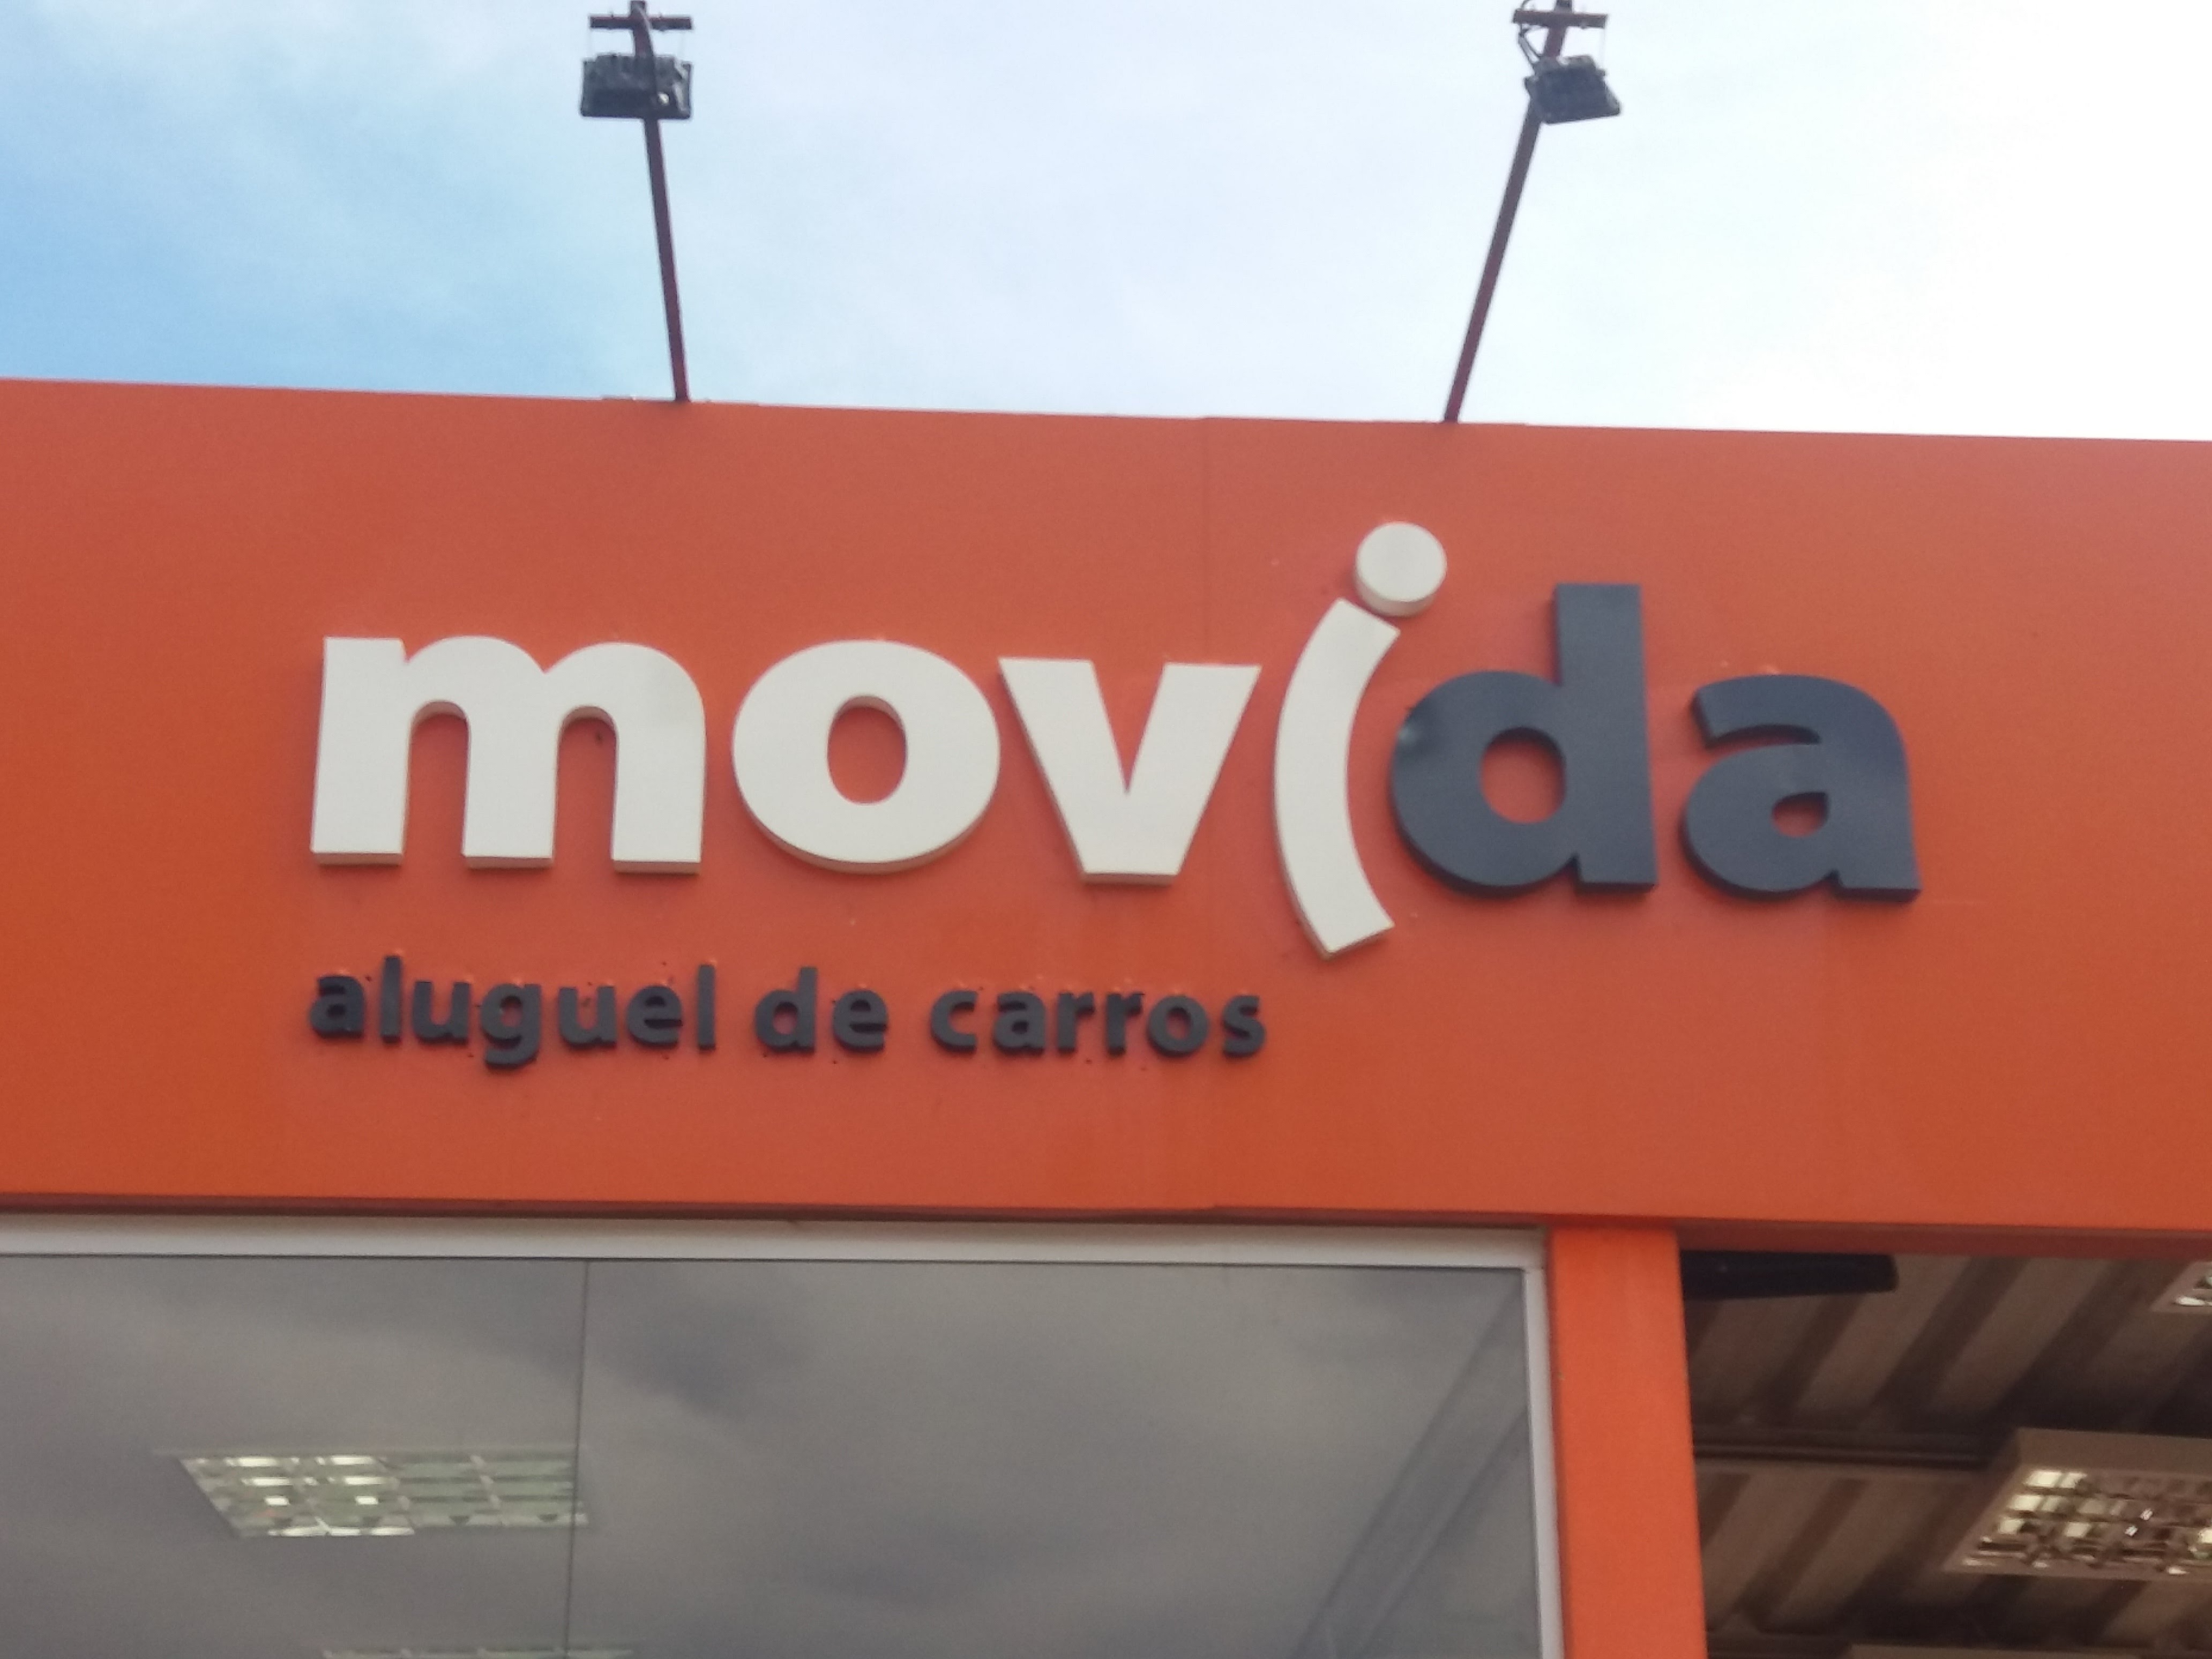 movida
aluguel de carros